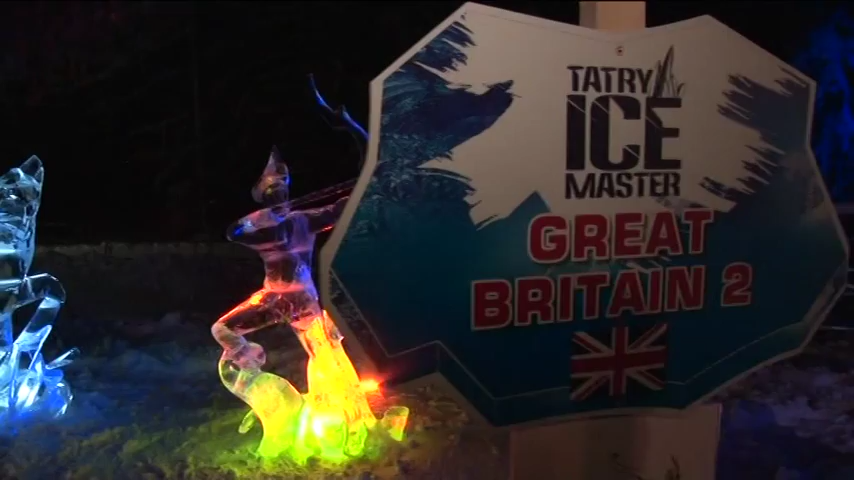 TATRY
ICE
MASTER
GREAT
BRITAIN 2